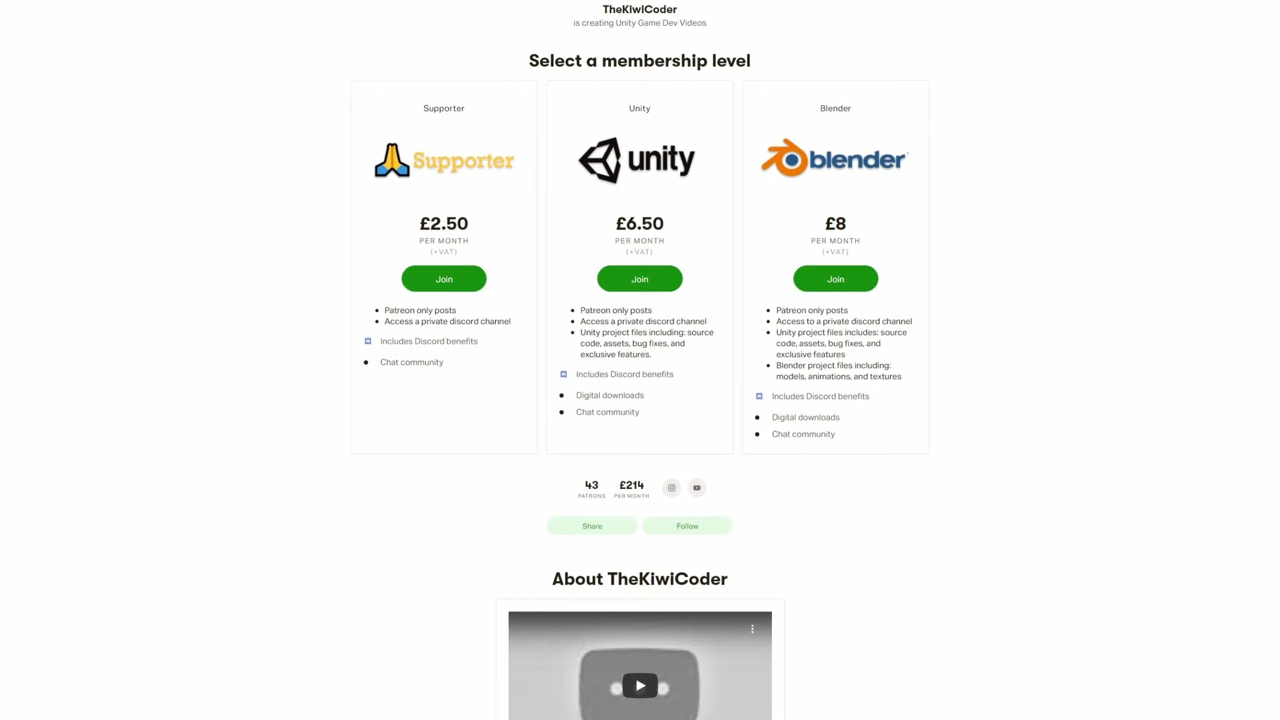 TheKiwiCoder
is creating Unity Game Dev Videos
Select a membership level
Supporter
Supporter
£2.50
PER MONTH
(+VAT)
Join
Patreon only posts
Access a private discord channel
Includes Discord benefits
Chat community
Unity
unity
£6.50
PER MONTH
(+VAT)
Join
Patreon only posts
Access a private discord channel
Unity project files including: source
code, assets, bug fixes, and
exclusive features.
Includes Discord benefits
Digital downloads
Chat community
Blender
blender
£8
PER MONTH
(+VAT)
Join
Patreon only posts
Access to a private discord channel
Unity project files includes: source
code, assets, bug fixes, and
exclusive features
Blender project files including:
models, animations, and textures
Includes Discord benefits
Digital downloads
Chat community
43 £214
PATRONS PER MONTH
Share Follow
About TheKiwiCoder